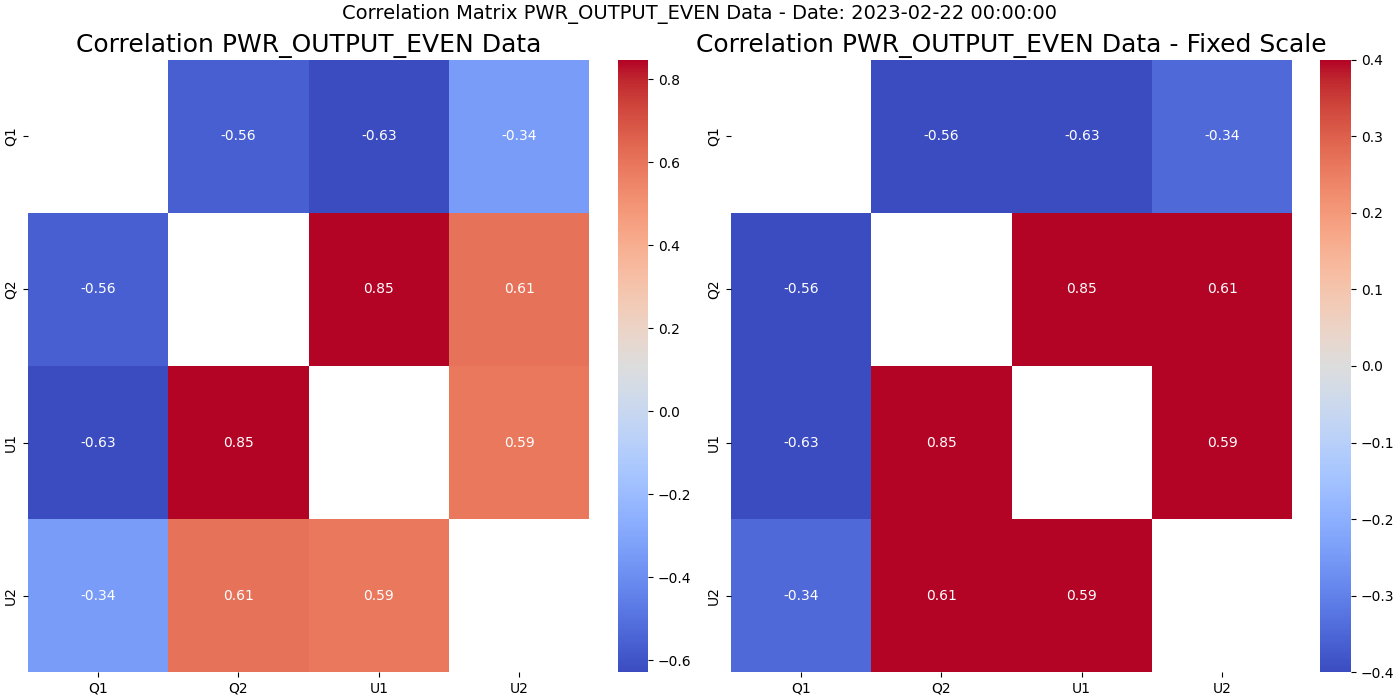 Correlation Matrix PWR_OUTPUT_EVEN Data - Date: 2023-02-22 00:00:00
Correlation PWR_OUTPUT_EVEN Data
Q1
-0.56
-0.63
-0.34
Q2
-0.56
0.85
0.61
U1
-0.63
0.85
0.59
U2
-0.34
0.61
0.59
Q1
Q2
U1
U2
0.8
0.6
0.4
0.2
0.0
−0.2
−0.4
−0.6
Correlation PWR_OUTPUT_EVEN Data - Fixed Scale
Q1
-0.56
-0.63
-0.34
Q2
-0.56
0.85
0.61
U1
-0.63
0.85
0.59
U2
-0.34
0.61
0.59
Q1
Q2
U1
U2
0.4
0.3
0.2
0.1
0.0
−0.1
−0.2
−0.3
−0.4